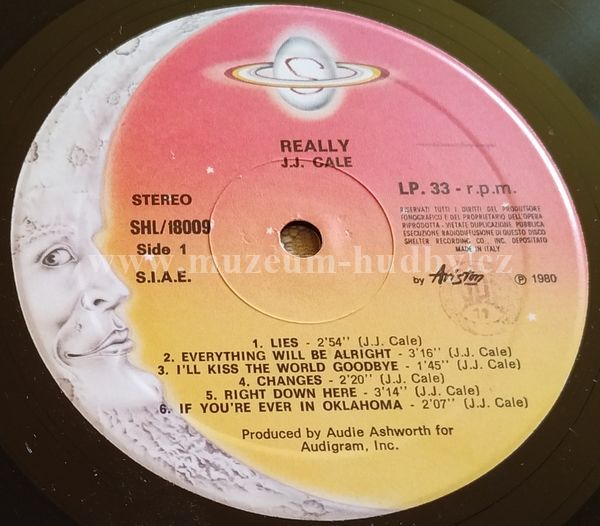 S
REALLY
J.J. CALE
STEREO
SHL/18009
Side 1
S.I.A.E.
LP. 33 - r.p.m.
RISERVATI TUTTI I DIRITTI DEL PRODUTTORE
FONOGRAFICO E DEL PROPRIETARIO DELL'OPERA
RIPRODOTTA - VIETATE DUPLICAZIONE PUBBLICA
ESECUZIONE RADIODIFFUSIONE DI QUESTO DISCO
SHELTER RECORDING CO., INC. DEPOSITATO
MADE IN ITALY
by Ariston ℗ 1980
www.muzeum-hudby.cz
1. LIES - 2'54'' (J.J. Cale)
2. EVERYTHING WILL BE ALRIGHT - 3'16'' (J.J. Cale)
3. I'LL KISS THE WORLD GOODBYE - 1'45'' (J.J. Cale)
4. CHANGES - 2'20'' (J.J. Cale)
5. RIGHT DOWN HERE - 3'14'' (J.J. Cale)
6. IF YOU'RE EVER IN OKLAHOMA - 2'07'' (J.J. Cale)
Produced by Audie Ashworth for
Audigram, Inc.